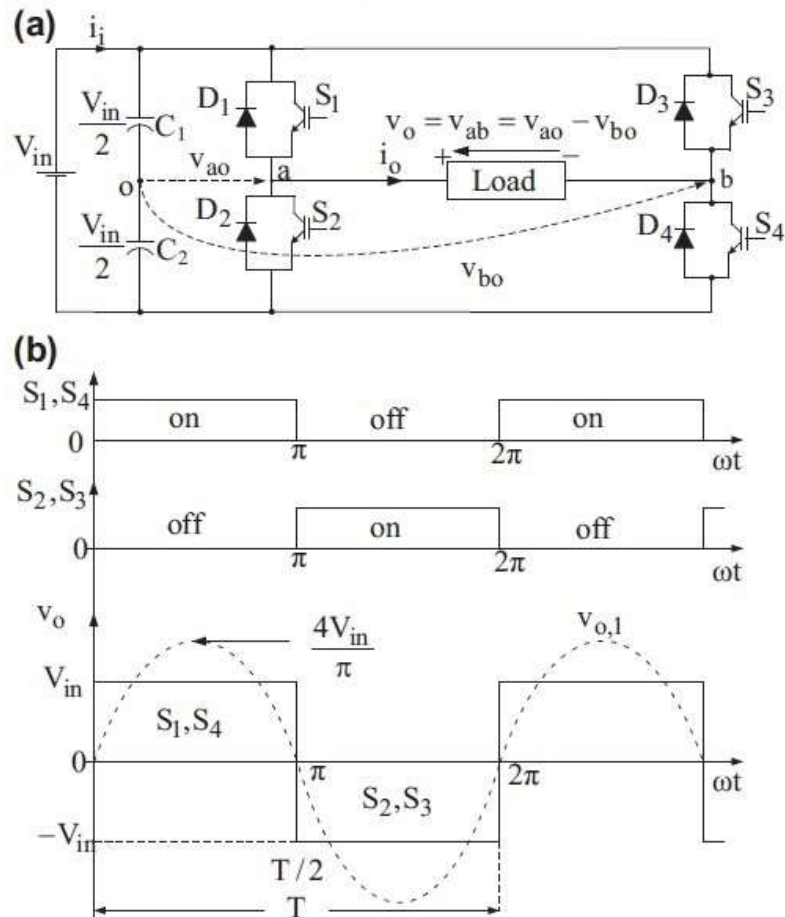 (a)
i_i
V_in
V_in/2
C_1
V_in/2
C_2
o
v_ao
a
D_1
S_1
D_2
S_2
v_o = v_ab = v_ao − v_bo
i_o
+
−
Load
b
D_3
S_3
D_4
S_4
v_bo
(b)
S_1,S_4
0
on
off
on
π
2π
ωt
S_2,S_3
0
off
on
off
π
2π
ωt
v_o
4V_in/π
v_o,1
V_in
S_1,S_4
0
π
2π
ωt
S_2,S_3
−V_in
T/2
T